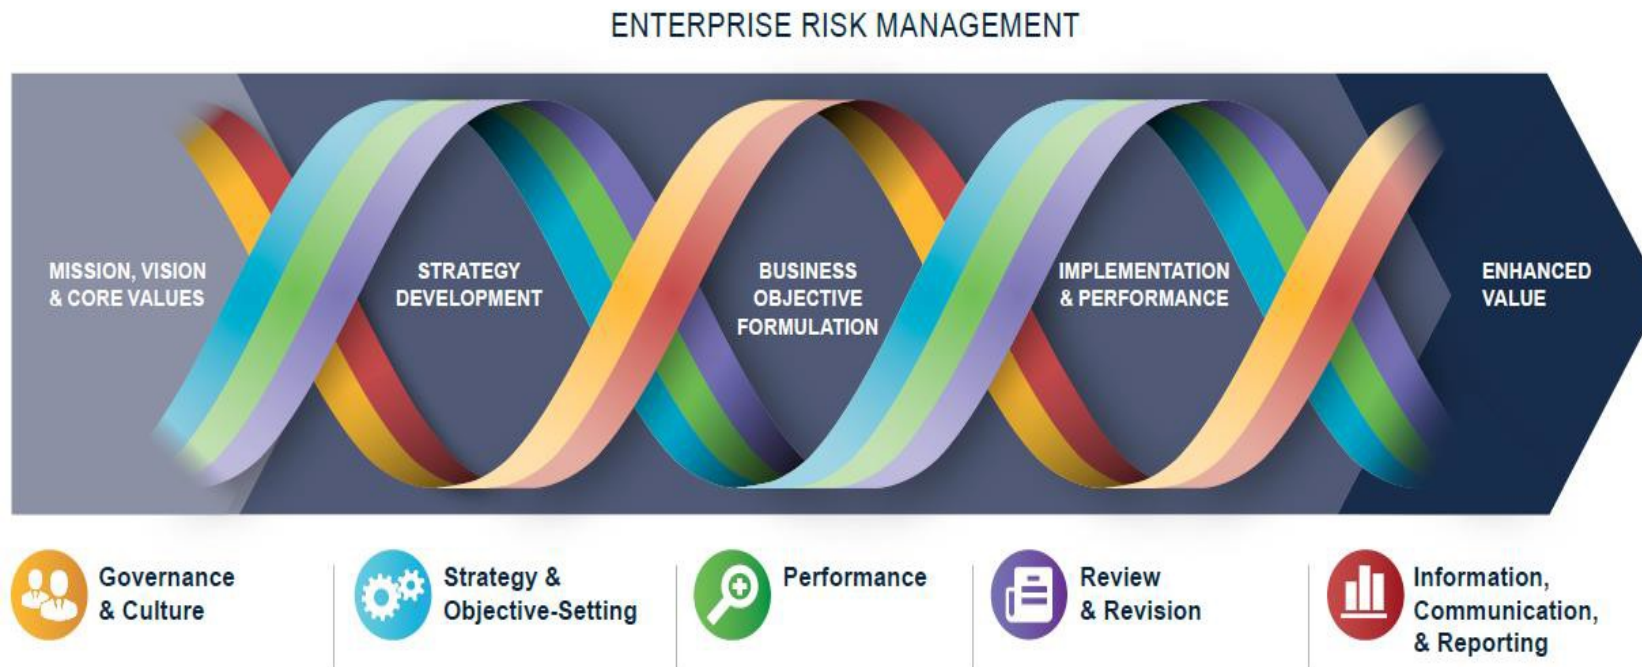 ENTERPRISE RISK MANAGEMENT
MISSION, VISION
& CORE VALUES
STRATEGY
DEVELOPMENT
BUSINESS
OBJECTIVE
FORMULATION
IMPLEMENTATION
& PERFORMANCE
ENHANCED
VALUE
Governance
& Culture
Strategy &
Objective-Setting
Performance
Review
& Revision
Information,
Communication,
& Reporting